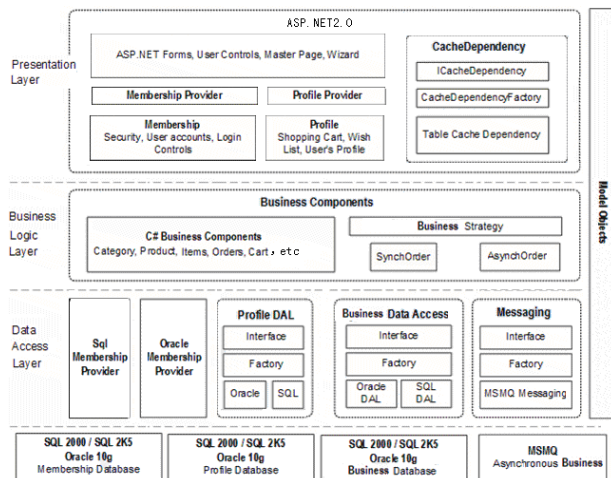 ASP.NET2.0
Presentation
Layer
ASP.NET Forms, User Controls, Master Page, Wizard
Membership Provider
Profile Provider
Membership
Security, User accounts, Login
Controls
Profile
Shopping Cart, Wish
List, User's Profile
CacheDependency
ICacheDependency
CacheDependencyFactory
Table Cache Dependency
Model Objects
Business
Logic
Layer
Business Components
C# Business Components
Category, Product, Items, Orders, Cart，etc
Business Strategy
SynchOrder
AsynchOrder
Data
Access
Layer
Sql
Membership
Provider
Oracle
Membership
Provider
Profile DAL
Interface
Factory
Oracle
SQL
Business Data Access
Interface
Factory
Oracle
DAL
SQL
DAL
Messaging
Interface
Factory
MSMQ Messaging
SQL 2000 / SQL 2K5
Oracle 10g
Membership Database
SQL 2000 / SQL 2K5
Oracle 10g
Profile Database
SQL 2000 / SQL 2K5
Oracle 10g
Business Database
MSMQ
Asynchronous Business